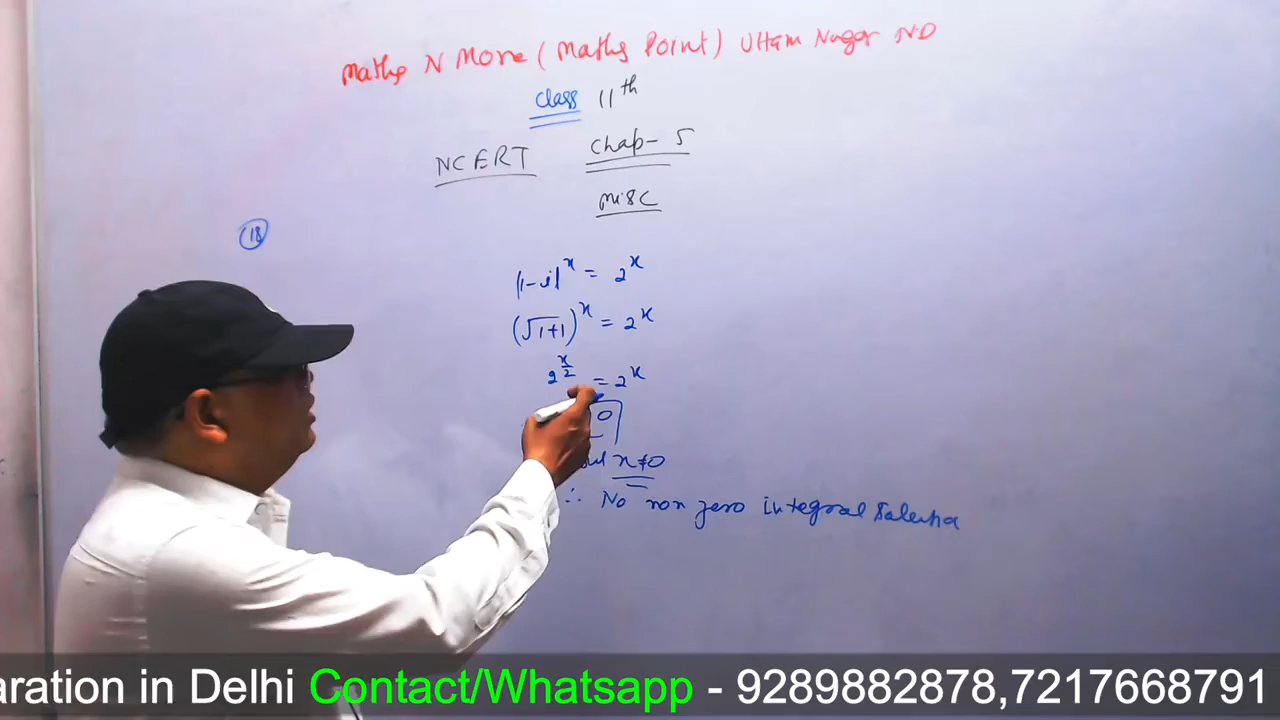 Maths N More (Maths Point) Uttam Nagar ND
Class 11th
NCERT Chap- 5
Misc
18
|1-i|^x = 2^x
(√1+1)^x = 2^x
2^(x/2) = 2^x
0
x≠0
∴ No non zero integral
aration in Delhi Contact/Whatsapp - 9289882878,7217668791